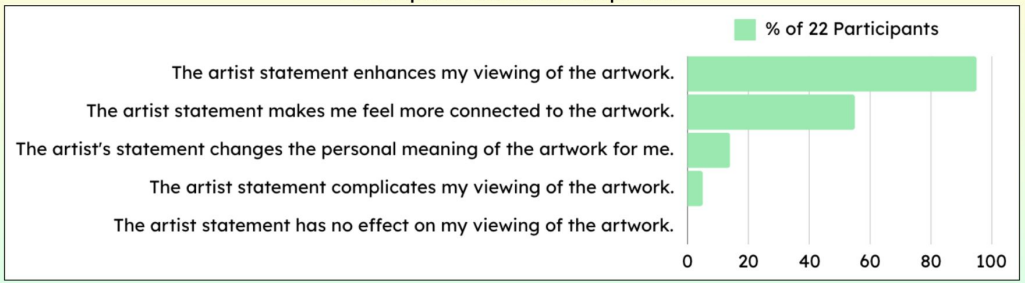 % of 22 Participants
The artist statement enhances my viewing of the artwork.
The artist statement makes me feel more connected to the artwork.
The artist's statement changes the personal meaning of the artwork for me.
The artist statement complicates my viewing of the artwork.
The artist statement has no effect on my viewing of the artwork.
0 20 40 60 80 100